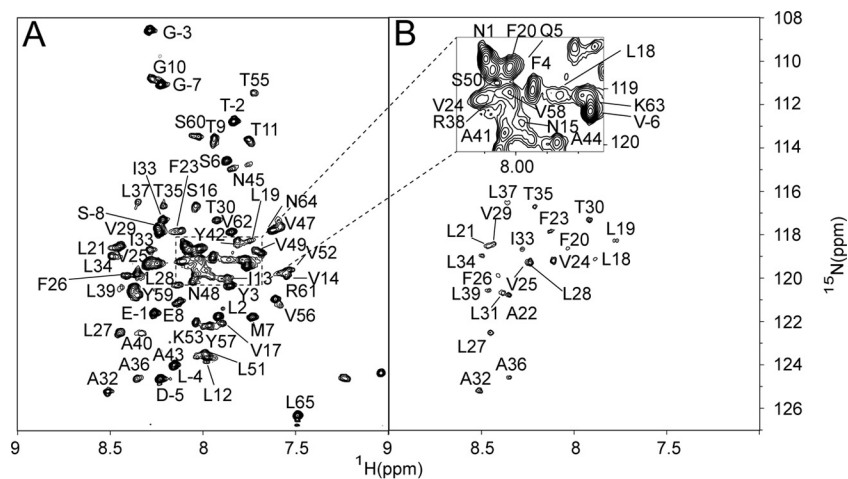 A
G-3
G10
G-7
T55
T-2
S60
T9
T11
S6
I33
F23
N45
L37
T35
S16
L19
N64
S-8
T30
V29
V62
V47
Y42
L21
I33
V49
V52
V25
L34
L28
I13
V14
F26
N48
Y3
R61
L39
Y59
L2
V56
E-1
E8
M7
L27
K53
Y57
V17
A40
A43
L51
A36
L-4
A32
D-5
L12
L65
9
8.5
8
7.5
B
N1
F20
Q5
L18
F4
S50
119
V24
K63
V58
R38
V-6
N15
A41
A44
120
8.00
L37
T35
T30
V29
F23
L19
L21
I33
F20
L34
V24
L18
F26
V25
L39
L28
L31
A22
L27
A36
A32
9
8.5
8
7.5
108
110
112
114
116
118
120
122
124
126
15N(ppm)
1H(ppm)